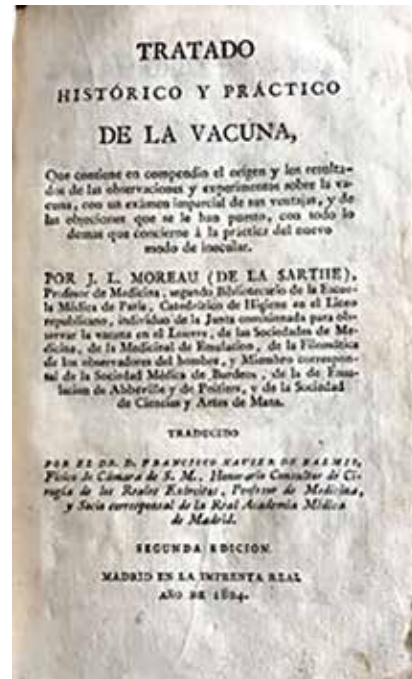 TRATADO
HISTÓRICO Y PRÁCTICO
DE LA VACUNA,
Que contiene en compendio el orígen y los resulta-
dos de las observaciones y experimentos sobre la va-
cuna, con un exâmen imparcial de sus ventajas, y de
las objeciones que se le han puesto, con todo lo
demas que concierne á la práctica del nuevo
modo de inocular.
POR J. L. MOREAU (DE LA SARTHE),
Profesor de Medicina, segundo Bibliotecario de la Escue-
la Médica de Paris, Catedrático de Higiene en el Liceo
republicano, individuo de la Junta comisionada para ob-
servar la vacuna en el Louvre, de las Sociedades de Me-
dicina, de la Medicinal de Emulacion, de la Filomática
de los observadores del hombre, y Miembro correspon-
sal de la Sociedad Médica de Burdeos, de la de Emu-
lacion de Abbeville y de Poitiers, y de la Sociedad
de Ciencias y Artes de Mans.
TRADUCIDO
POR EL DR. D. FRANCISCO XAVIER DE BALMIS,
Físico de Cámara de S. M., Honorario Consultor de Ci-
rugía de los Reales Exércitos, Profesor de Medicina,
y Socio corresponsal de la Real Academia Médica
de Madrid.
SEGUNDA EDICION.
MADRID EN LA IMPRENTA REAL
AÑO DE 1804.